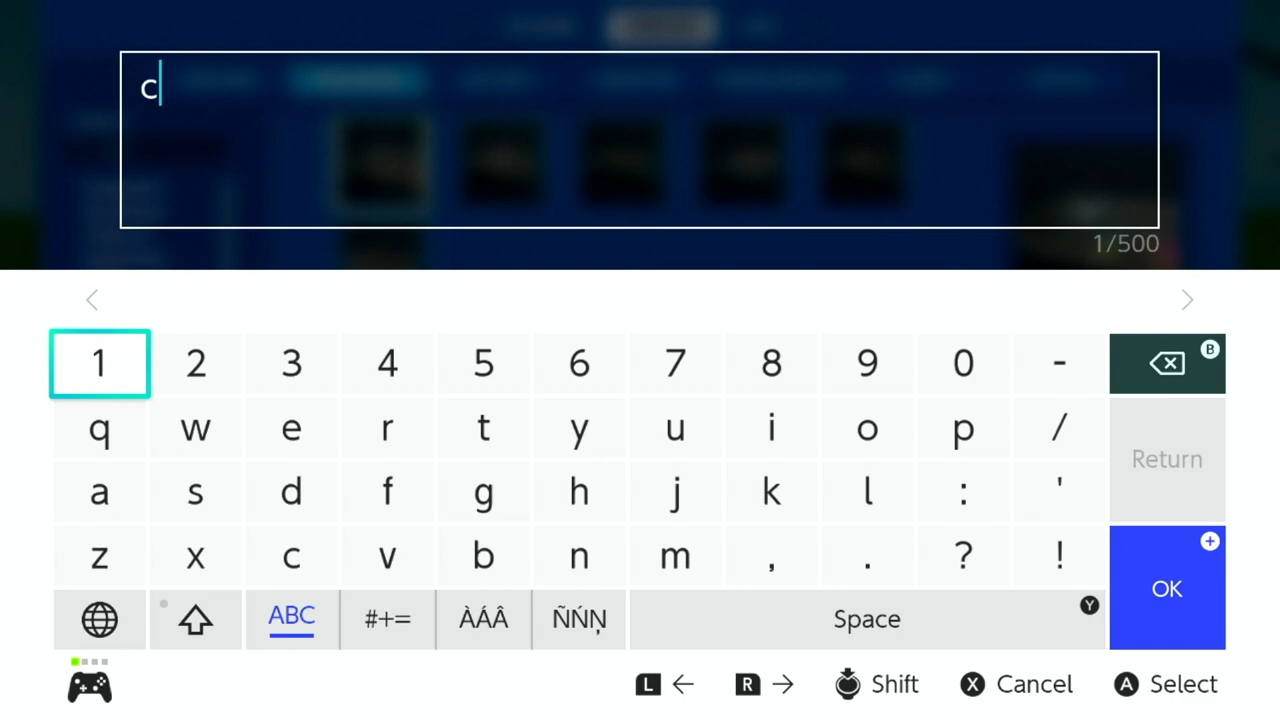 c
1/500
1 2 3 4 5 6 7 8 9 0 - B
q w e r t y u i o p /
Return
a s d f g h j k l : '
z x c v b n m , . ? ! +
OK
ABC #+= ÀÁÂ ÑŃŅ Space Y
L ← R → Shift X Cancel A Select